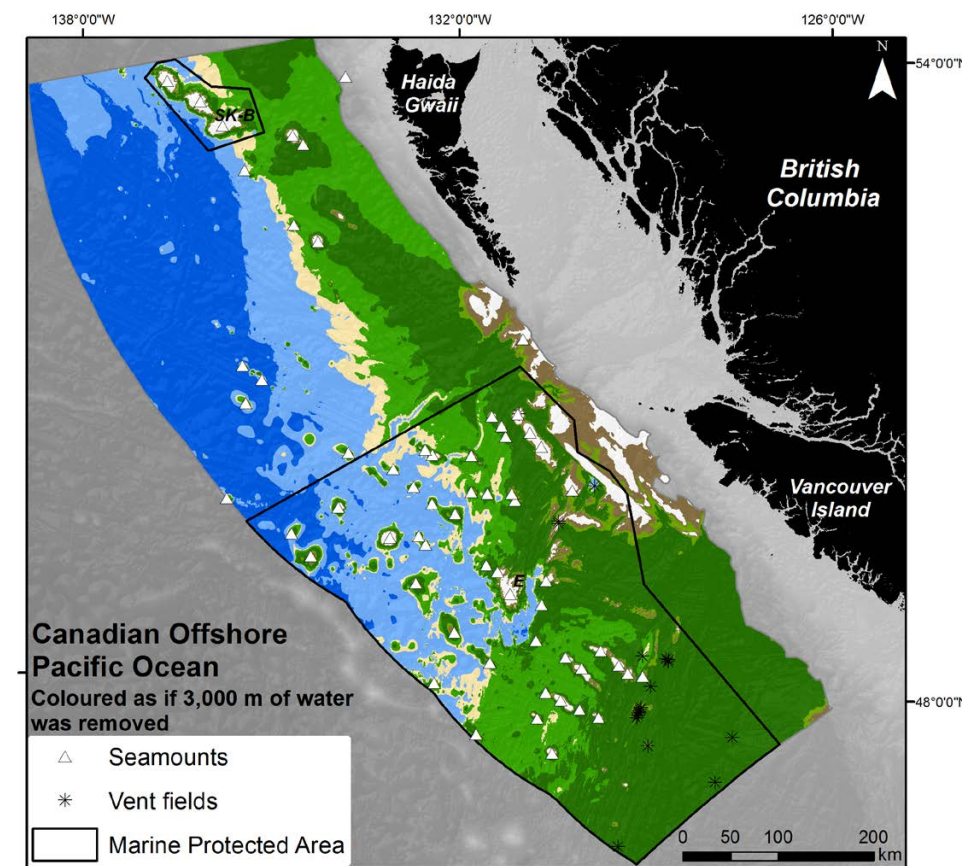 138°0'0"W
132°0'0"W
126°0'0"W
N
54°0'0"N
Haida
Gwaii
SK-B
British
Columbia
Vancouver
Island
E
Canadian Offshore
Pacific Ocean
Coloured as if 3,000 m of water
was removed
48°0'0"N
Seamounts
Vent fields
Marine Protected Area
0 50 100 200
km